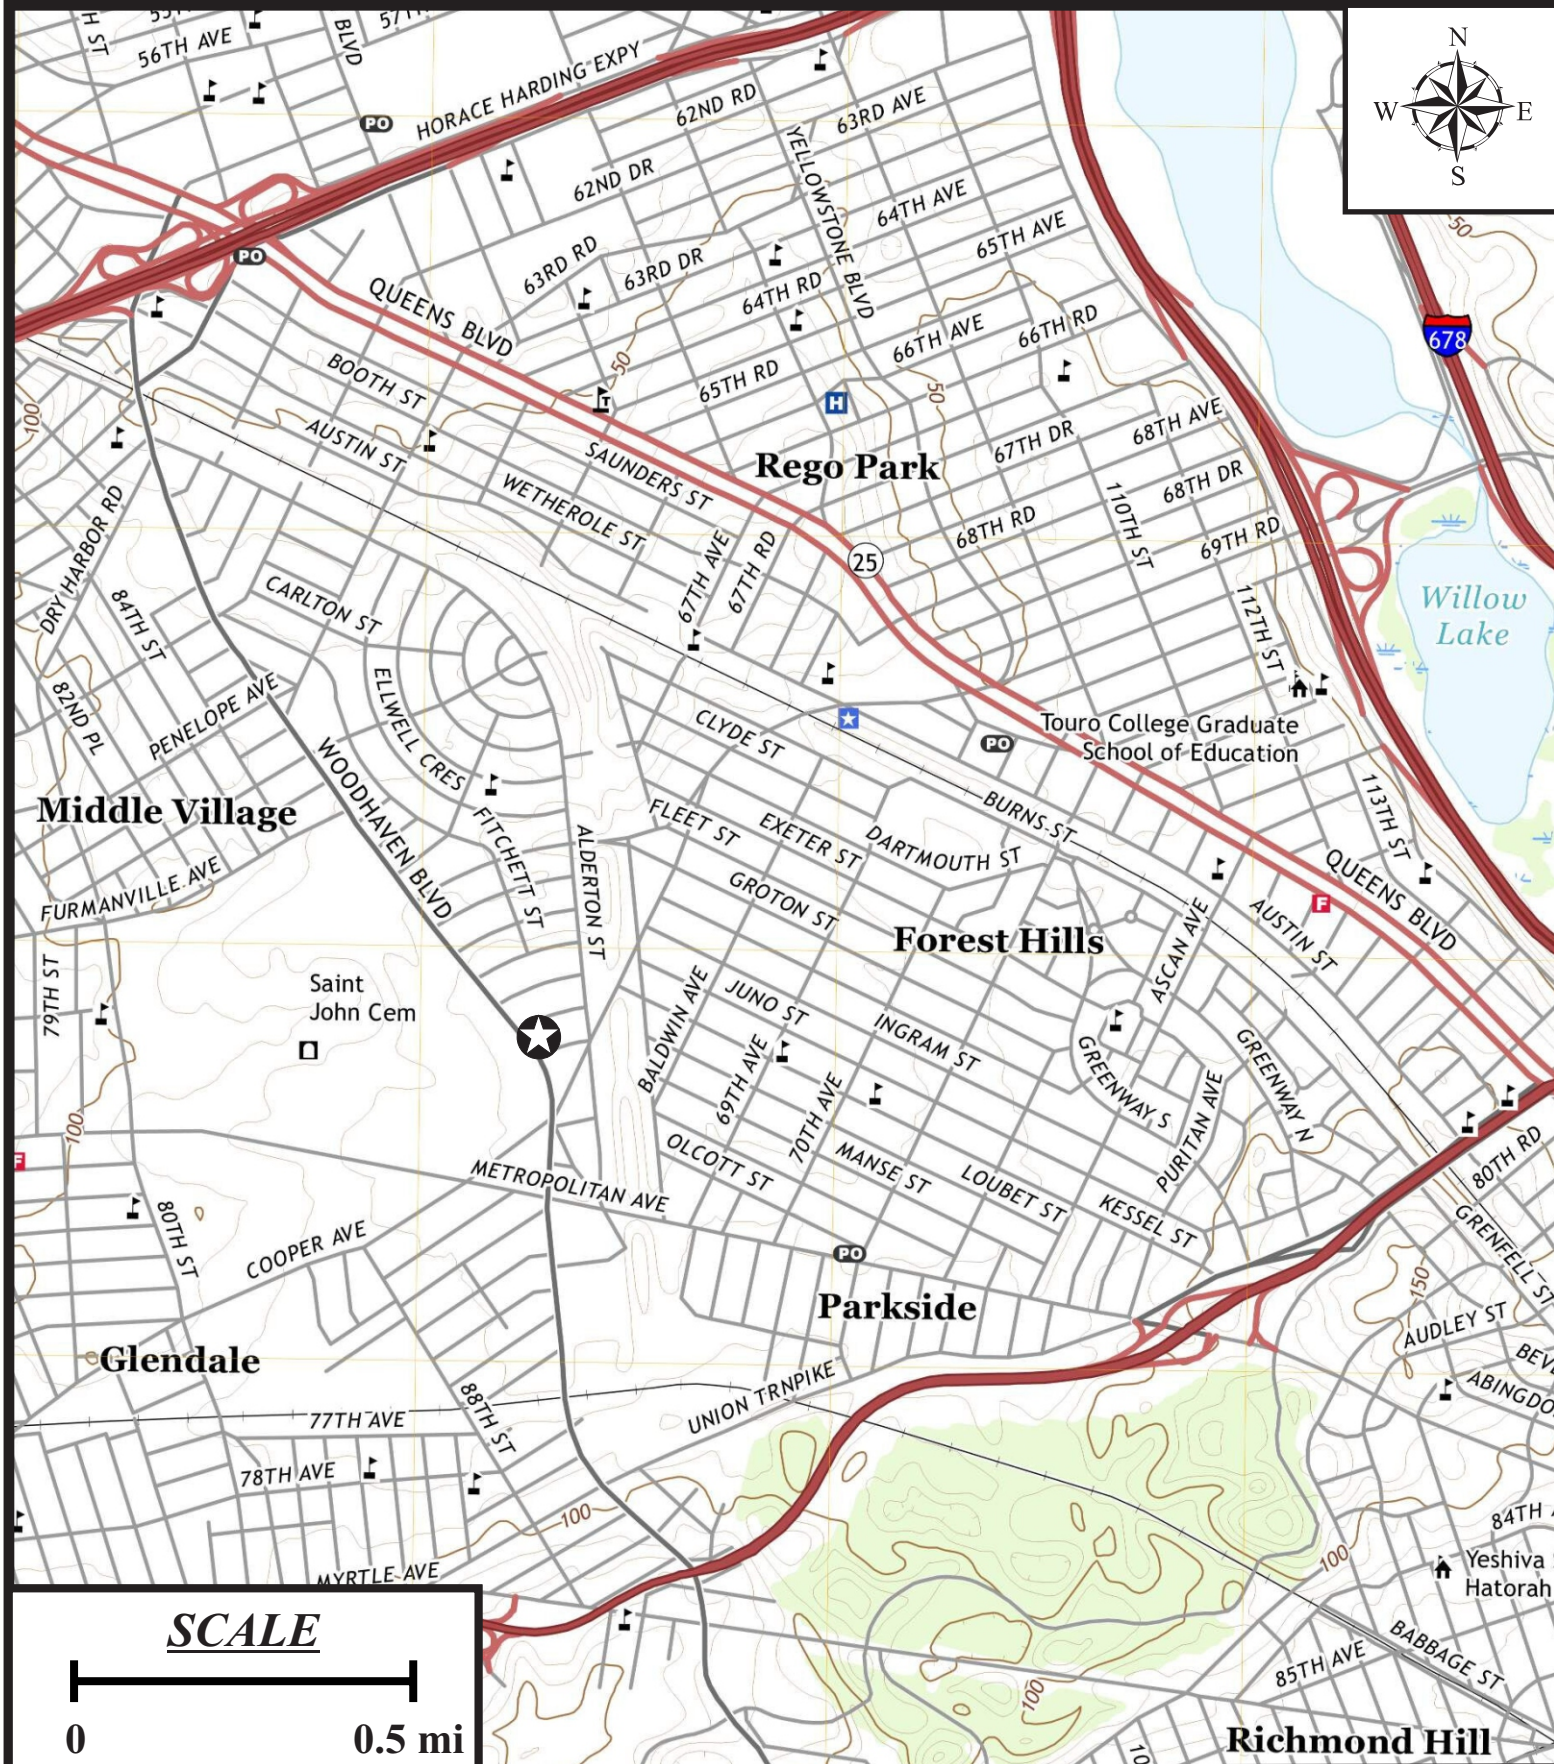 56TH AVE
BLVD
HORACE HARDING EXPY
62ND RD
63RD AVE
YELLOWSTONE BLVD
N
W
E
S
PO
62ND DR
64TH AVE
65TH AVE
50
PO
63RD RD
63RD DR
64TH RD
QUEENS BLVD
66TH AVE
66TH RD
678
BOOTH ST
50
65TH RD
50
H
100
AUSTIN ST
T
SAUNDERS ST
Rego Park
67TH DR
68TH AVE
WETHEROLE ST
110TH ST
68TH DR
DRY HARBOR RD
67TH AVE
67TH RD
68TH RD
69TH RD
25
84TH ST
CARLTON ST
112TH ST
Willow
Lake
82ND PL
PENELOPE AVE
ELLWELL CRES
CLYDE ST
Touro College Graduate
School of Education
PO
WOODHAVEN BLVD
Middle Village
FITCHETT ST
ALDERTON ST
FLEET ST
EXETER ST
DARTMOUTH ST
BURNS ST
113TH ST
QUEENS BLVD
FURMANVILLE AVE
GROTON ST
Forest Hills
ASCAN AVE
AUSTIN ST
F
79TH ST
Saint
John Cem
BALDWIN AVE
JUNO ST
INGRAM ST
69TH AVE
GREENWAY S
GREENWAY N
100
70TH AVE
PURITAN AVE
F
METROPOLITAN AVE
OLCOTT ST
MANSE ST
LOUBET ST
KESSEL ST
80TH RD
80TH ST
COOPER AVE
PO
GRENFELL ST
Parkside
150
AUDLEY ST
Glendale
UNION TRNPIKE
BEV
ABINGDO
77TH AVE
88TH ST
78TH AVE
100
84TH
MYRTLE AVE
100
Yeshiva
Hatorah
SCALE
0 0.5 mi
100
85TH AVE
BABBAGE ST
Richmond Hill